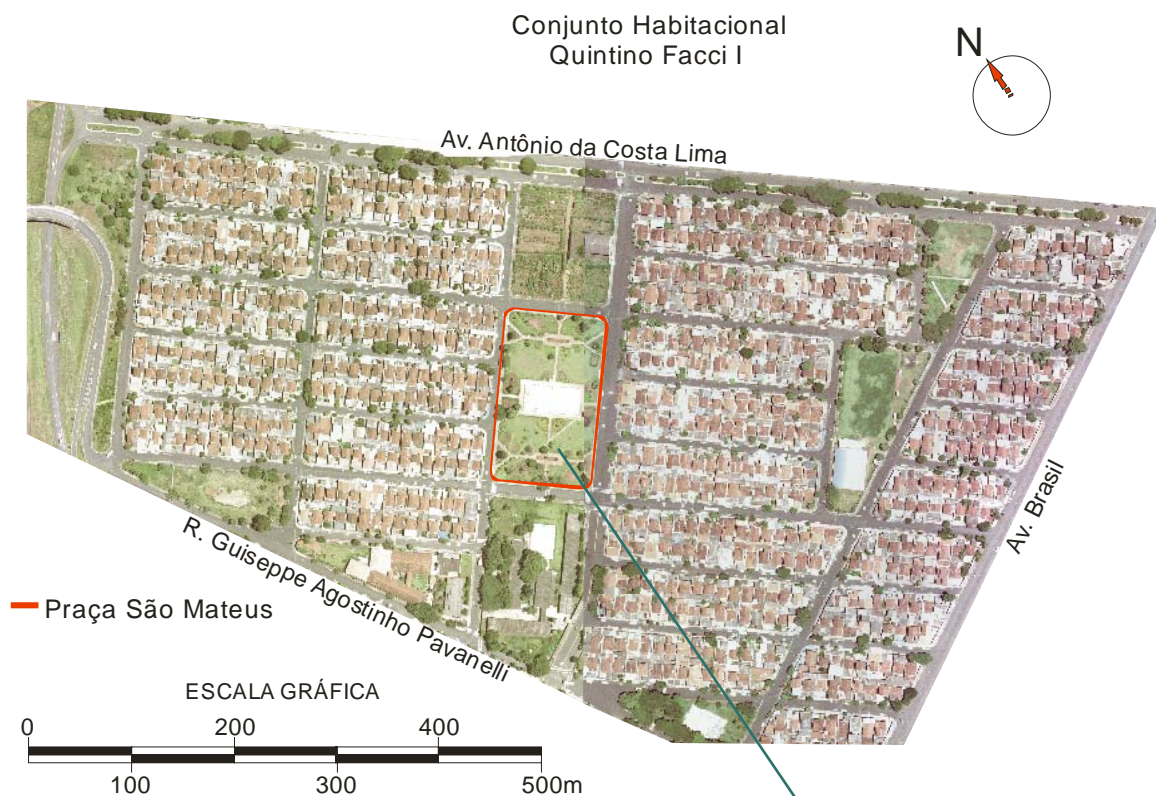 Conjunto Habitacional
Quintino Facci I
N
Av. Antônio da Costa Lima
Av. Brasil
R. Guiseppe Agostinho Pavanelli
Praça São Mateus
ESCALA GRÁFICA
0 200 400
100 300 500m